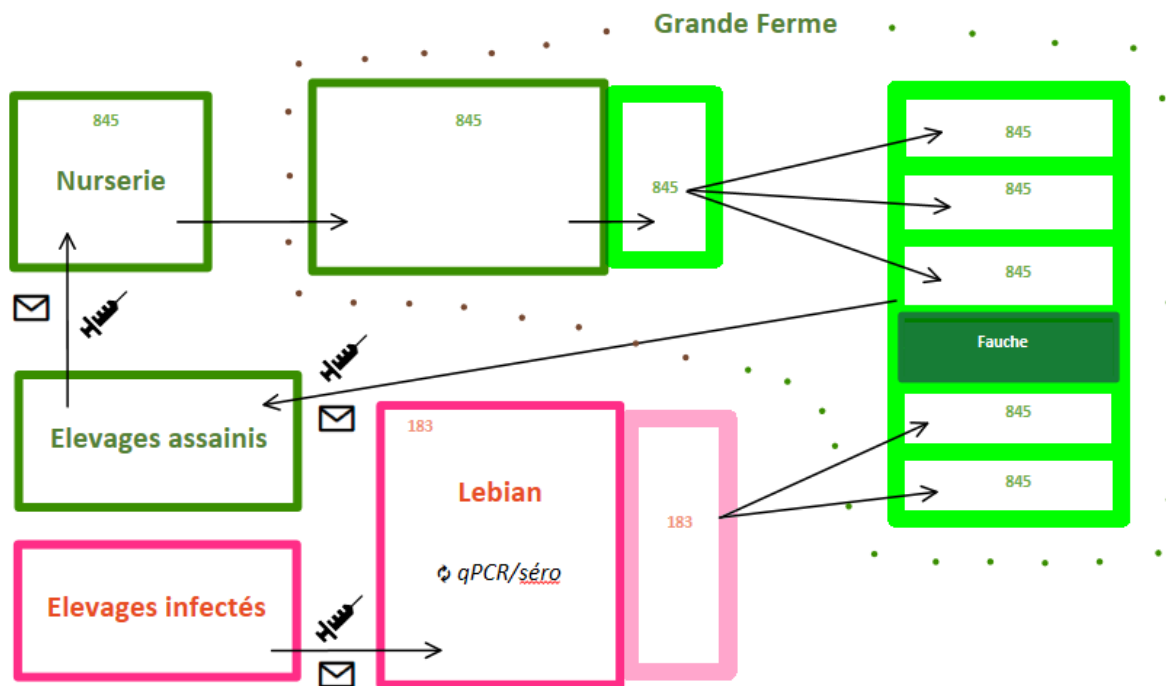 Grande Ferme
845
Nurserie
845
845
845
845
845
Fauche
845
845
Elevages assainis
183
Lebian
qPCR/séro
183
Elevages infectés